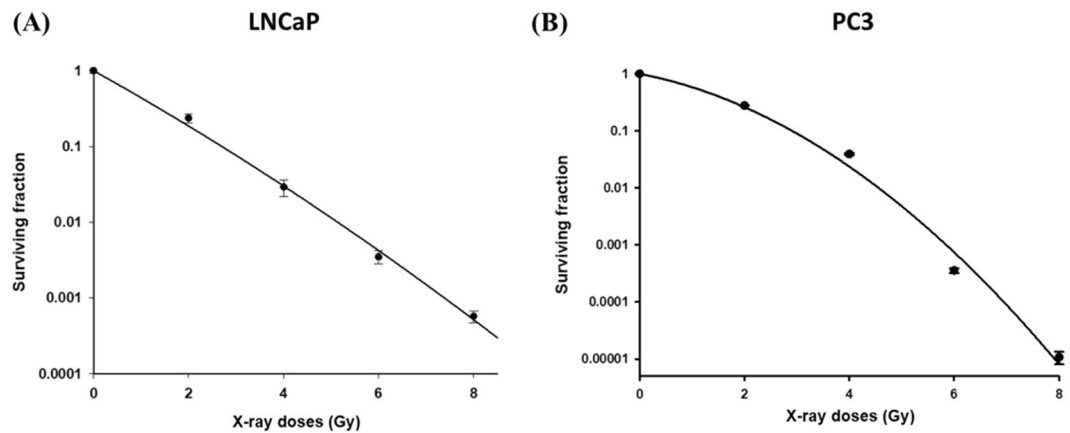 (A)
LNCaP
1
0.1
0.01
0.001
0.0001
Surviving fraction
0 2 4 6 8
X-ray doses (Gy)
(B)
PC3
1
0.1
0.01
0.001
0.0001
0.00001
Surviving fraction
0 2 4 6 8
X-ray doses (Gy)